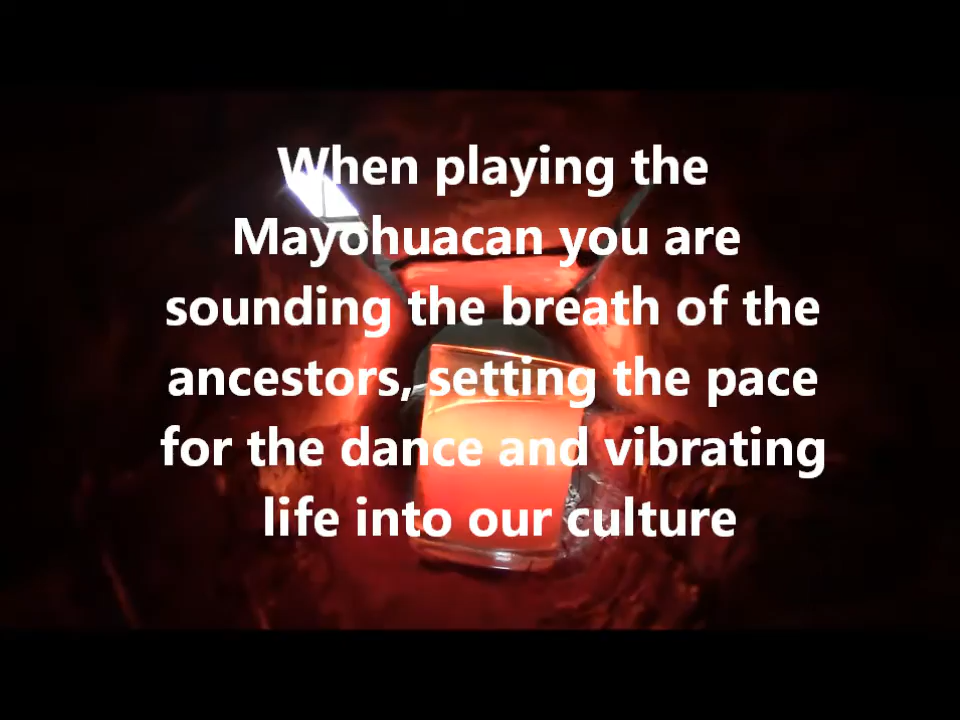 When playing the
Mayohuacan you are
sounding the breath of the
ancestors, setting the pace
for the dance and vibrating
life into our culture